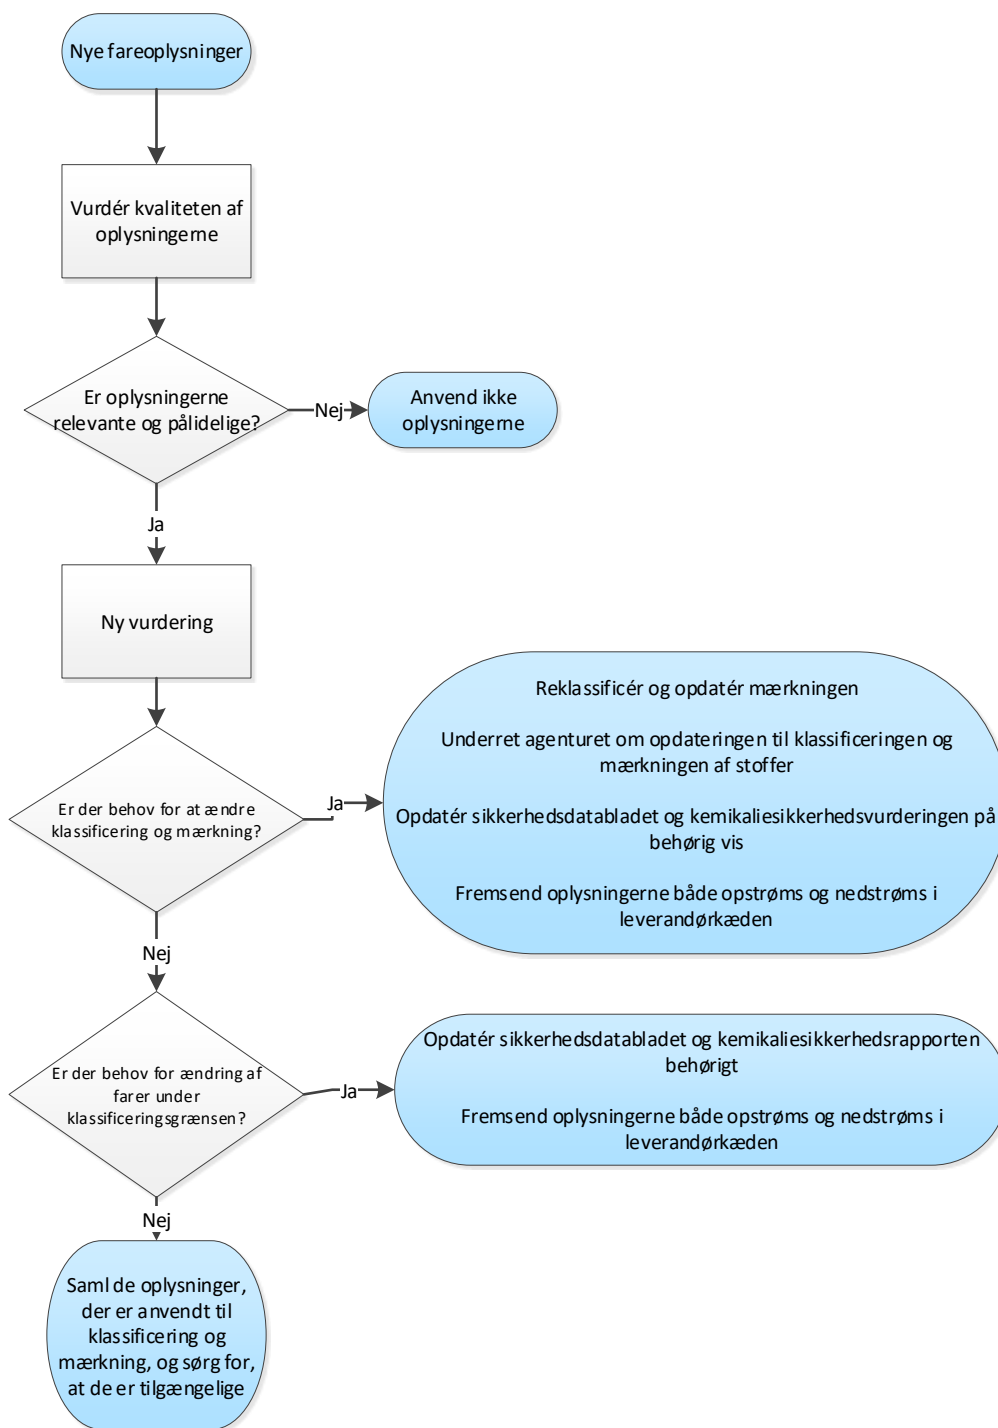 Nye fareoplysninger
Vurdér kvaliteten af
oplysningerne
Er oplysningerne
relevante og pålidelige?
Nej
Anvend ikke
oplysningerne
Ja
Ny vurdering
Er der behov for at ændre
klassificering og mærkning?
Ja
Reklassificér og opdatér mærkningen
Underret agenturet om opdateringen til klassificeringen og
mærkningen af stoffer
Opdatér sikkerhedsdatabladet og kemikaliesikkerhedsvurderingen på
behørig vis
Fremsend oplysningerne både opstrøms og nedstrøms i
leverandørkæden
Nej
Er der behov for ændring af
farer under
klassificeringsgrænsen?
Ja
Opdatér sikkerhedsdatabladet og kemikaliesikkerhedsrapporten
behørigt
Fremsend oplysningerne både opstrøms og nedstrøms i
leverandørkæden
Nej
Saml de oplysninger,
der er anvendt til
klassificering og
mærkning, og sørg for,
at de er tilgængelige